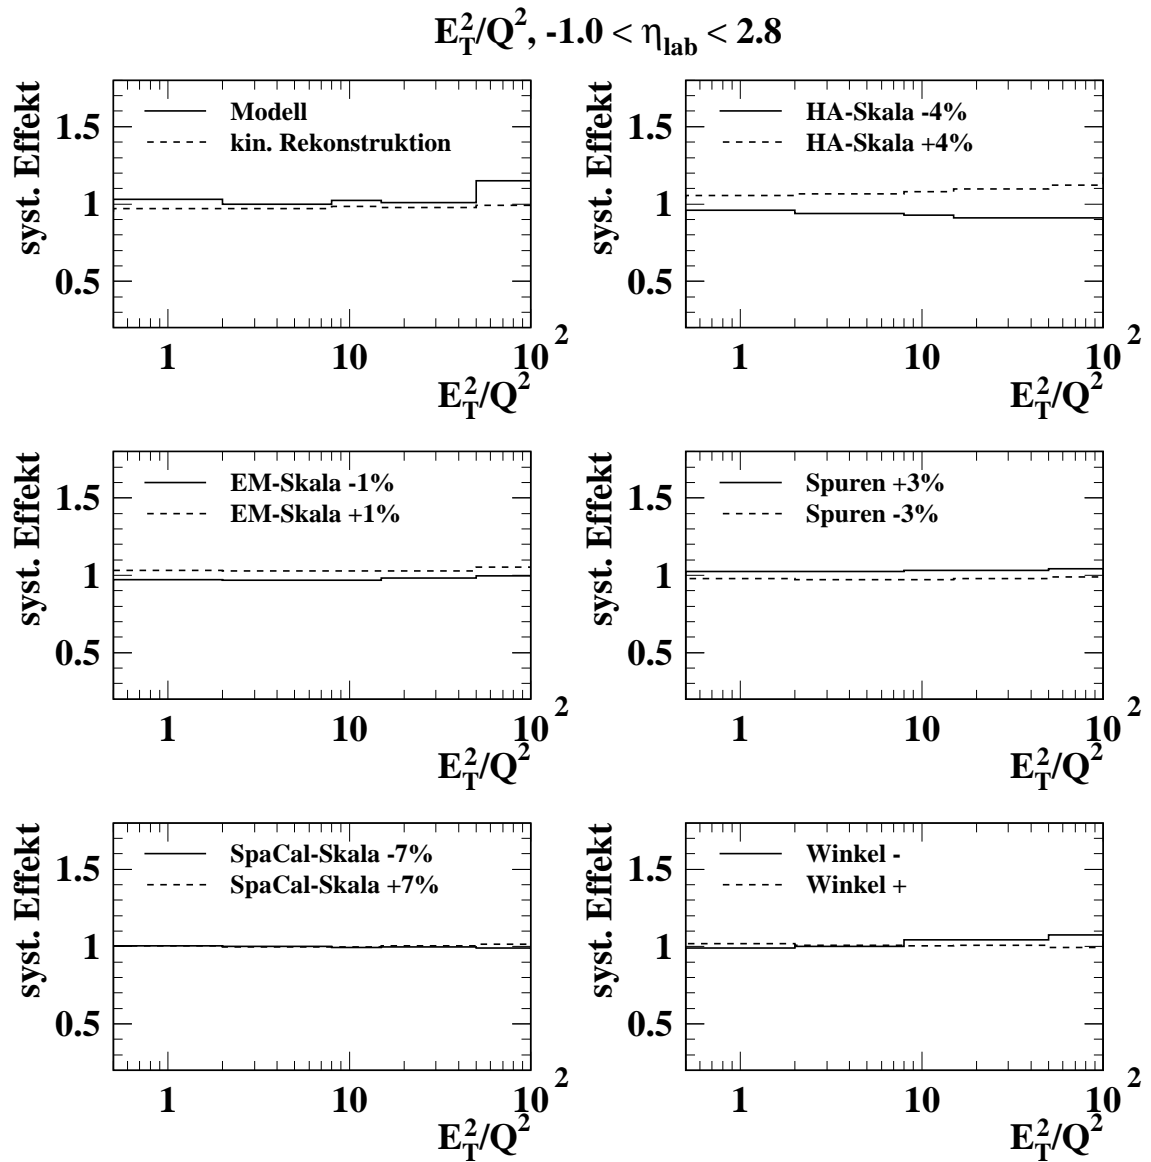 E_T^2/Q^2, -1.0 < η_lab < 2.8
syst. Effekt
Modell
kin. Rekonstruktion
1.5
1
0.5
1 10 10^2
E_T^2/Q^2
syst. Effekt
HA-Skala -4%
HA-Skala +4%
1.5
1
0.5
1 10 10^2
E_T^2/Q^2
syst. Effekt
EM-Skala -1%
EM-Skala +1%
1.5
1
0.5
1 10 10^2
E_T^2/Q^2
syst. Effekt
Spuren +3%
Spuren -3%
1.5
1
0.5
1 10 10^2
E_T^2/Q^2
syst. Effekt
SpaCal-Skala -7%
SpaCal-Skala +7%
1.5
1
0.5
1 10 10^2
E_T^2/Q^2
syst. Effekt
Winkel -
Winkel +
1.5
1
0.5
1 10 10^2
E_T^2/Q^2